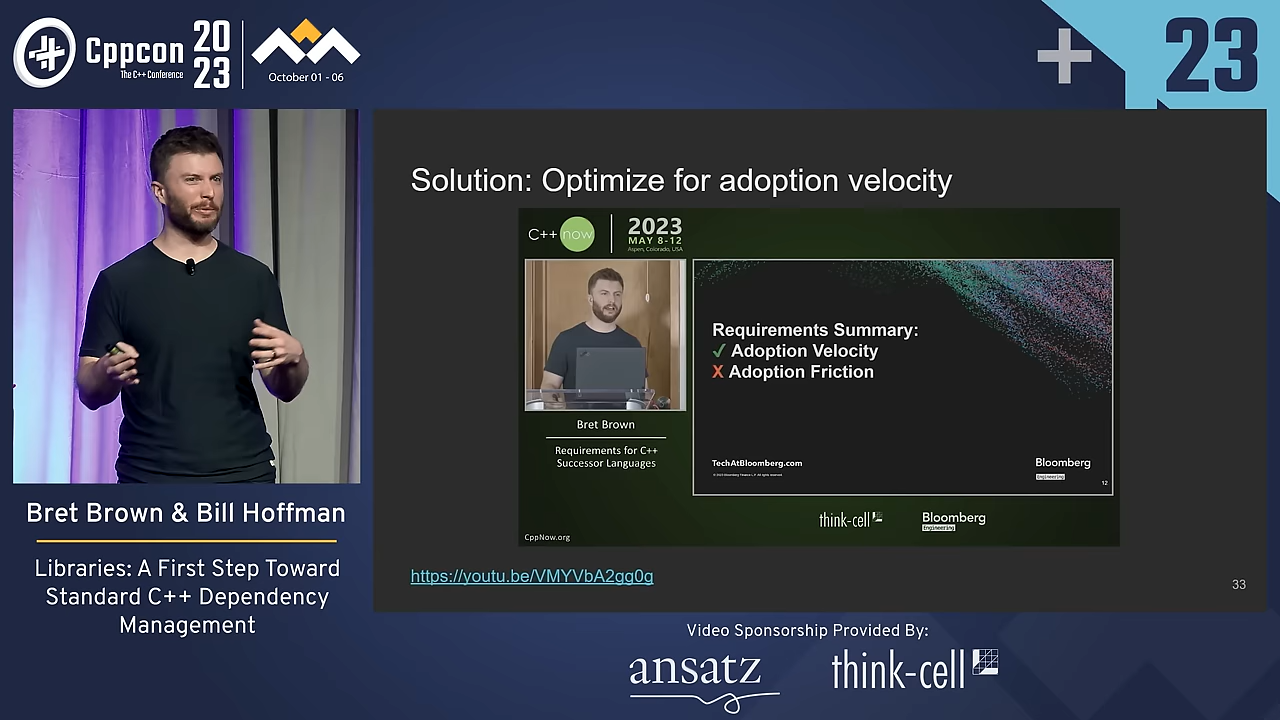 Cppcon
The C++ Conference
20
23
October 01 - 06
23
Solution: Optimize for adoption velocity
C++ now
2023
MAY 8-12
Aspen, Colorado, USA
Requirements Summary:
✓ Adoption Velocity
X Adoption Friction
Bret Brown
Requirements for C++
Successor Languages
TechAtBloomberg.com
Bloomberg
Engineering
12
think-cell
Bloomberg
Engineering
CppNow.org
https://youtu.be/VMYVbA2gg0g
33
Bret Brown & Bill Hoffman
Libraries: A First Step Toward
Standard C++ Dependency
Management
Video Sponsorship Provided By:
ansatz
think-cell